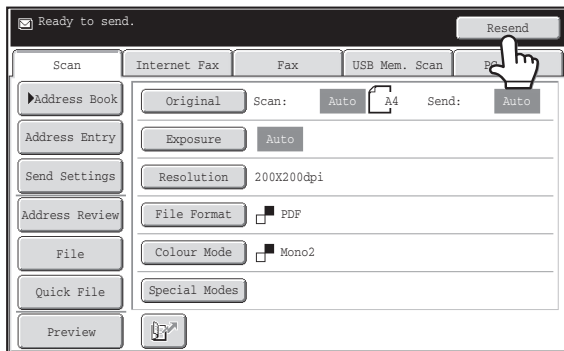 Ready to send.
Resend
Scan Internet Fax Fax USB Mem. Scan
Address Book Original Scan: Auto A4 Send: Auto
Address Entry Exposure Auto
Send Settings Resolution 200X200dpi
Address Review File Format PDF
File Colour Mode Mono2
Quick File Special Modes
Preview